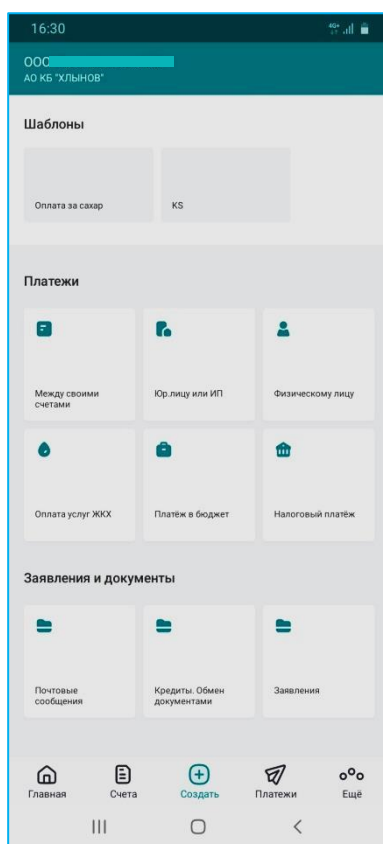 16:30
4G+
ООО
АО КБ "ХЛЫНОВ"
Шаблоны
Оплата за сахар
KS
Платежи
Между своими
счетами
Юр.лицу или ИП
Физическому лицу
Оплата услуг ЖКХ
Платёж в бюджет
Налоговый платёж
Заявления и документы
Почтовые
сообщения
Кредиты. Обмен
документами
Заявления
Главная
Счета
Создать
Платежи
Ещё